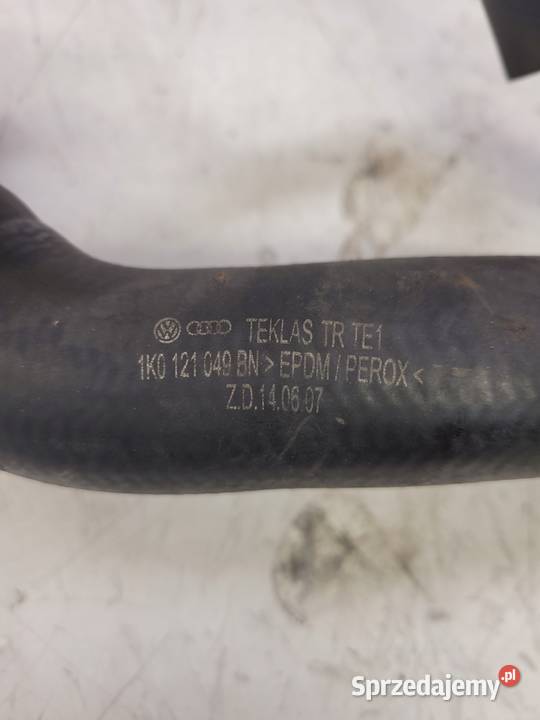 TEKLAS TR TE1
1K0 121 049 BN > EPDM / PEROX <
Z.D.14.06.07
Sprzedajemy.pl